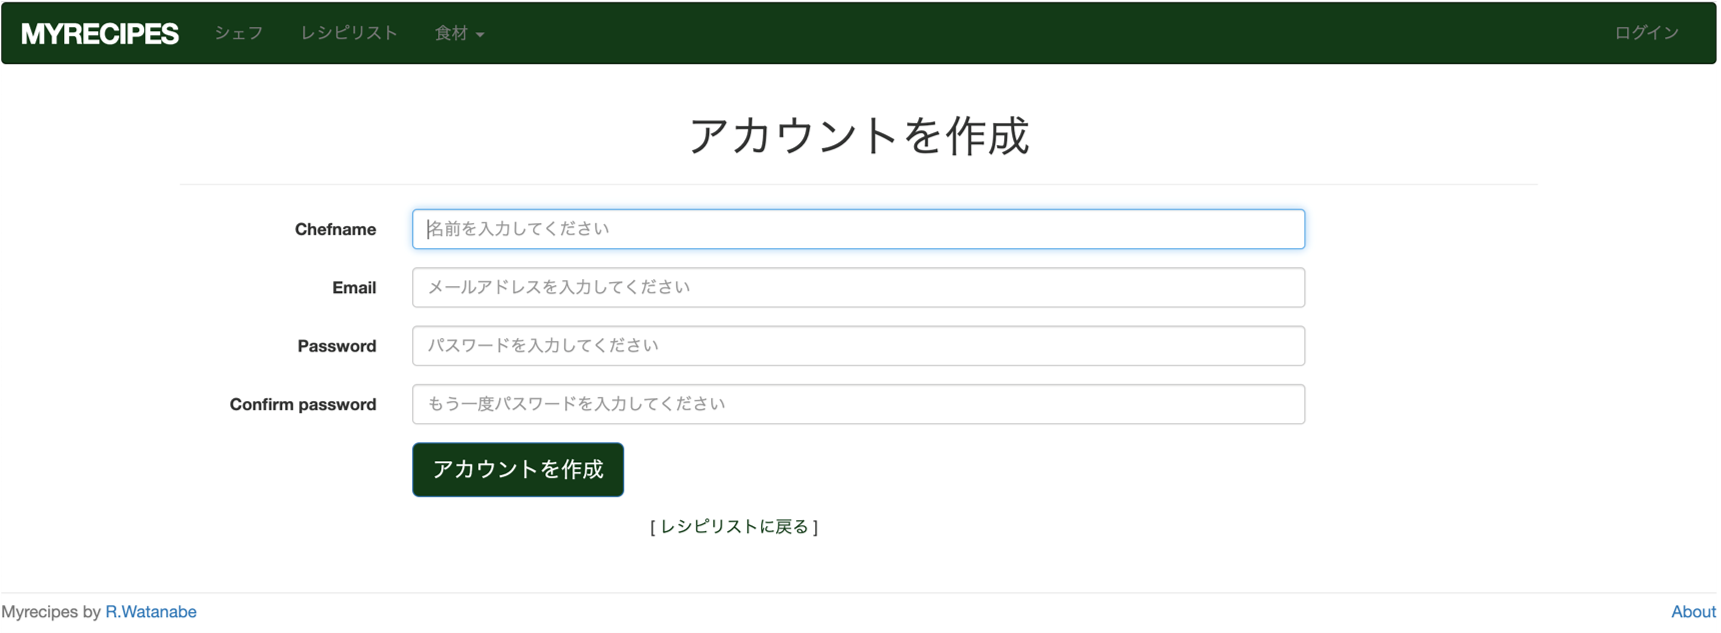 MYRECIPES シェフ レシピリスト 食材 ログイン
アカウントを作成
Chefname 名前を入力してください
Email メールアドレスを入力してください
Password パスワードを入力してください
Confirm password もう一度パスワードを入力してください
アカウントを作成
[ レシピリストに戻る ]
Myrecipes by R.Watanabe About